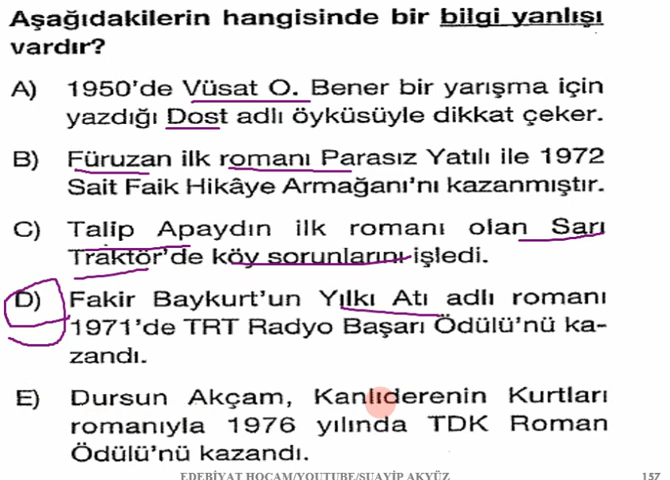 Aşağıdakilerin hangisinde bir bilgi yanlışı
vardır?
A) 1950’de Vüsat O. Bener bir yarışma için
yazdığı Dost adlı öyküsüyle dikkat çeker.
B) Füruzan ilk romanı Parasız Yatılı ile 1972
Sait Faik Hikâye Armağanı’nı kazanmıştır.
C) Talip Apaydın ilk romanı olan Sarı
Traktör’de köy sorunlarını işledi.
D) Fakir Baykurt’un Yılkı Atı adlı romanı
1971’de TRT Radyo Başarı Ödülü’nü ka-
zandı.
E) Dursun Akçam, Kanlıderenin Kurtları
romanıyla 1976 yılında TDK Roman
Ödülü’nü kazandı.
EDEBİYAT HOCAM/YOUTUBE/ŞUAYİP AKYÜZ 157